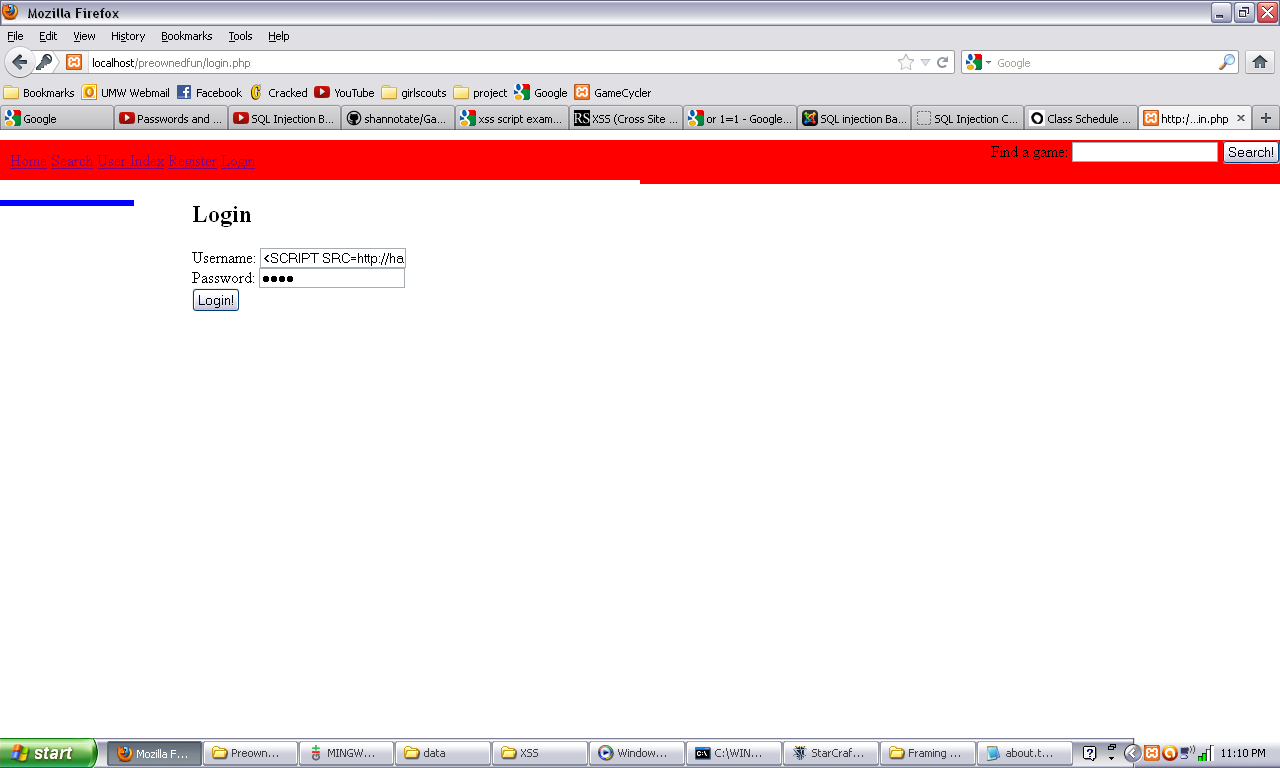 Mozilla Firefox
File Edit View History Bookmarks Tools Help
localhost/preownedfun/login.php Google
Bookmarks UMW Webmail Facebook Cracked YouTube girlscouts project Google GameCycler
Google Passwords and ... SQL Injection B... shannotate/Ga... xss script exam... RS XSS (Cross Site ... or 1=1 - Google... SQL injection Ba... SQL Injection C... Class Schedule ... http:/...in.php
Home Search User Index Register Login Find a game: Search!
Login
Username: <SCRIPT SRC=http://ha
Password: ●●●●
Login!
start Mozilla F... Preown... MINGW... data XSS Window... C:\WIN... StarCraf... Framing ... about.t... 11:10 PM